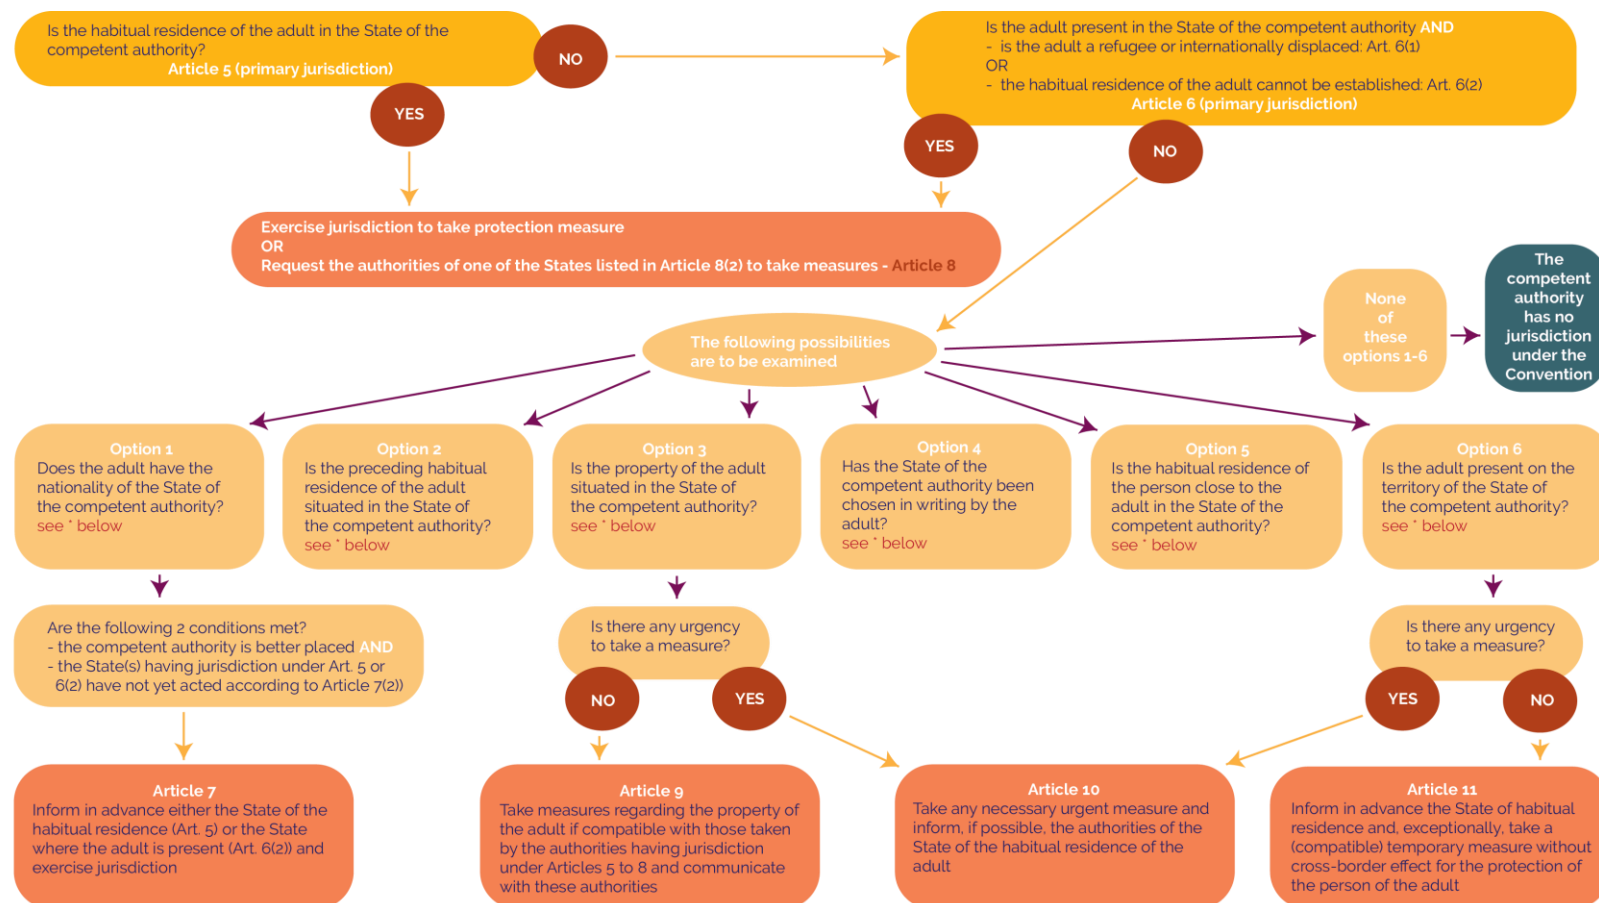 Is the habitual residence of the adult in the State of the
competent authority?
Article 5 (primary jurisdiction)
NO
YES
Is the adult present in the State of the competent authority AND
- is the adult a refugee or internationally displaced: Art. 6(1)
OR
- the habitual residence of the adult cannot be established: Art. 6(2)
Article 6 (primary jurisdiction)
YES
NO
Exercise jurisdiction to take protection measure
OR
Request the authorities of one of the States listed in Article 8(2) to take measures - Article 8
The following possibilities
are to be examined
None
of
these
options 1-6
The
competent
authority
has no
jurisdiction
under the
Convention
Option 1
Does the adult have the
nationality of the State of
the competent authority?
see * below
Option 2
Is the preceding habitual
residence of the adult
situated in the State of
the competent authority?
see * below
Option 3
Is the property of the adult
situated in the State of
the competent authority?
see * below
Option 4
Has the State of the
competent authority been
chosen in writing by the
adult?
see * below
Option 5
Is the habitual residence of
the person close to the
adult in the State of the
competent authority?
see * below
Option 6
Is the adult present on the
territory of the State of
the competent authority?
see * below
Are the following 2 conditions met?
- the competent authority is better placed AND
- the State(s) having jurisdiction under Art. 5 or
6(2) have not yet acted according to Article 7(2))
Is there any urgency
to take a measure?
NO
YES
Is there any urgency
to take a measure?
YES
NO
Article 7
Inform in advance either the State of the
habitual residence (Art. 5) or the State
where the adult is present (Art. 6(2)) and
exercise jurisdiction
Article 9
Take measures regarding the property of
the adult if compatible with those taken
by the authorities having jurisdiction
under Articles 5 to 8 and communicate
with these authorities
Article 10
Take any necessary urgent measure and
inform, if possible, the authorities of the
State of the habitual residence of the
adult
Article 11
Inform in advance the State of habitual
residence and, exceptionally, take a
(compatible) temporary measure without
cross-border effect for the protection of
the person of the adult